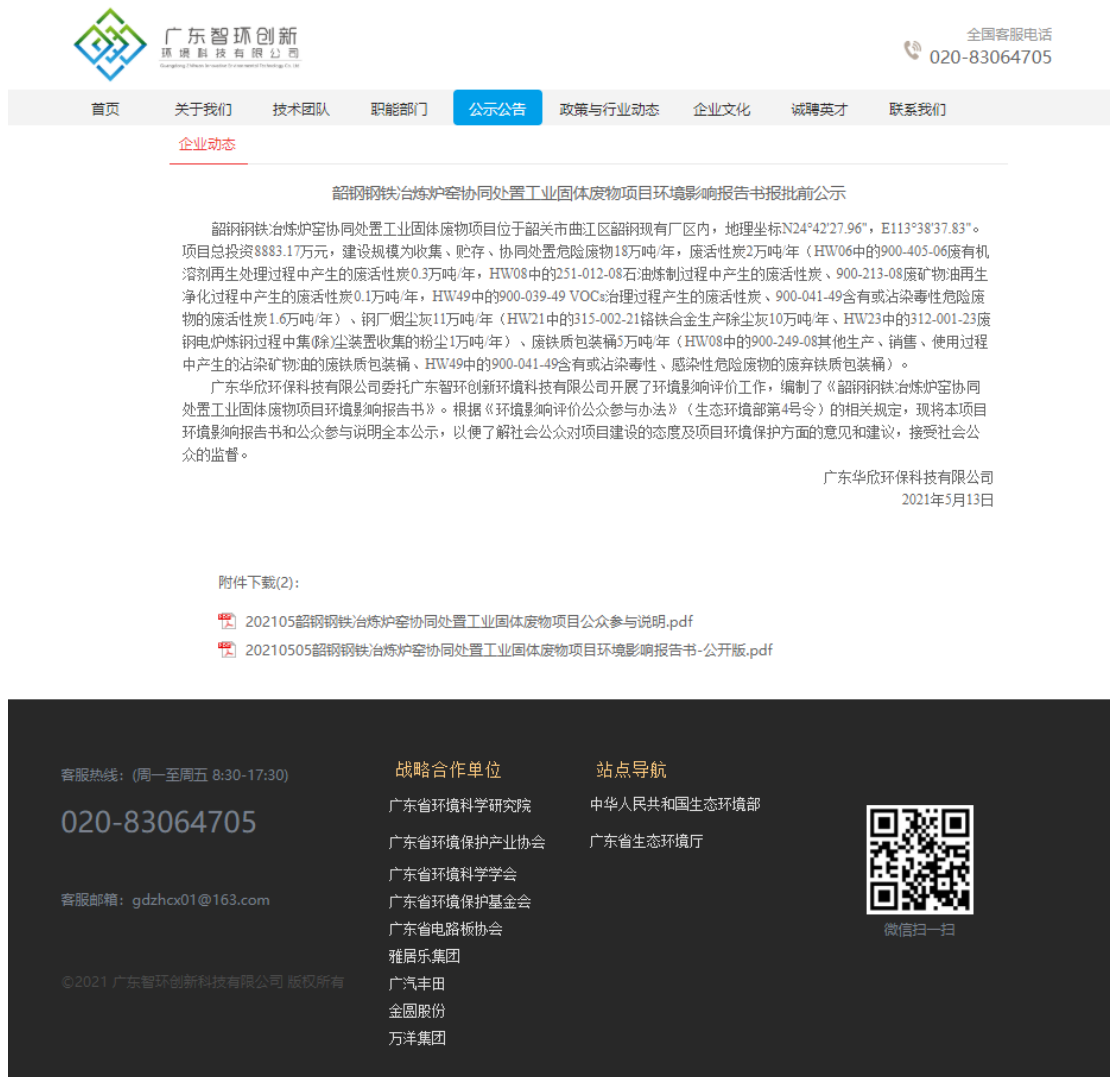 广东智环创新
环境科技有限公司
全国客服电话
020-83064705
首页 关于我们 技术团队 职能部门 公示公告 政策与行业动态 企业文化 诚聘英才 联系我们
企业动态
韶钢钢铁冶炼炉窑协同处置工业固体废物项目环境影响报告书报批前公示
韶钢钢铁冶炼炉窑协同处置工业固体废物项目位于韶关市曲江区韶钢现有厂区内，地理坐标N24°42'27.96"，E113°38'37.83"。
项目总投资8883.17万元，建设规模为收集、贮存、协同处置危险废物18万吨/年，废活性炭2万吨/年（HW06中的900-405-06废有机
溶剂再生处理过程中产生的废活性炭0.3万吨/年，HW08中的251-012-08石油炼制过程中产生的废活性炭、900-213-08废矿物油再生
净化过程中产生的废活性炭0.1万吨/年，HW49中的900-039-49 VOCs治理过程产生的废活性炭、900-041-49含有或沾染毒性危险废
物的废活性炭1.6万吨/年）、钢厂烟尘灰11万吨/年（HW21中的315-002-21铬铁合金生产除尘灰10万吨/年、HW23中的312-001-23废
钢电炉炼钢过程中集(除)尘装置收集的粉尘1万吨/年）、废铁质包装桶5万吨/年（HW08中的900-249-08其他生产、销售、使用过程
中产生的沾染矿物油的废铁质包装桶、HW49中的900-041-49含有或沾染毒性、感染性危险废物的废弃铁质包装桶）。
广东华欣环保科技有限公司委托广东智环创新环境科技有限公司开展了环境影响评价工作，编制了《韶钢钢铁冶炼炉窑协同
处置工业固体废物项目环境影响报告书》。根据《环境影响评价公众参与办法》（生态环境部第4号令）的相关规定，现将本项目
环境影响报告书和公众参与说明全本公示，以便了解社会公众对项目建设的态度及项目环境保护方面的意见和建议，接受社会公
众的监督。
广东华欣环保科技有限公司
2021年5月13日
附件下载(2)：
202105韶钢钢铁冶炼炉窑协同处置工业固体废物项目公众参与说明.pdf
20210505韶钢钢铁冶炼炉窑协同处置工业固体废物项目环境影响报告书-公开版.pdf
客服热线：(周一至周五 8:30-17:30)
020-83064705
客服邮箱：gdzhcx01@163.com
©2021 广东智环创新科技有限公司 版权所有
战略合作单位
广东省环境科学研究院
广东省环境保护产业协会
广东省环境科学学会
广东省环境保护基金会
广东省电路板协会
雅居乐集团
广汽丰田
金圆股份
万洋集团
站点导航
中华人民共和国生态环境部
广东省生态环境厅
微信扫一扫